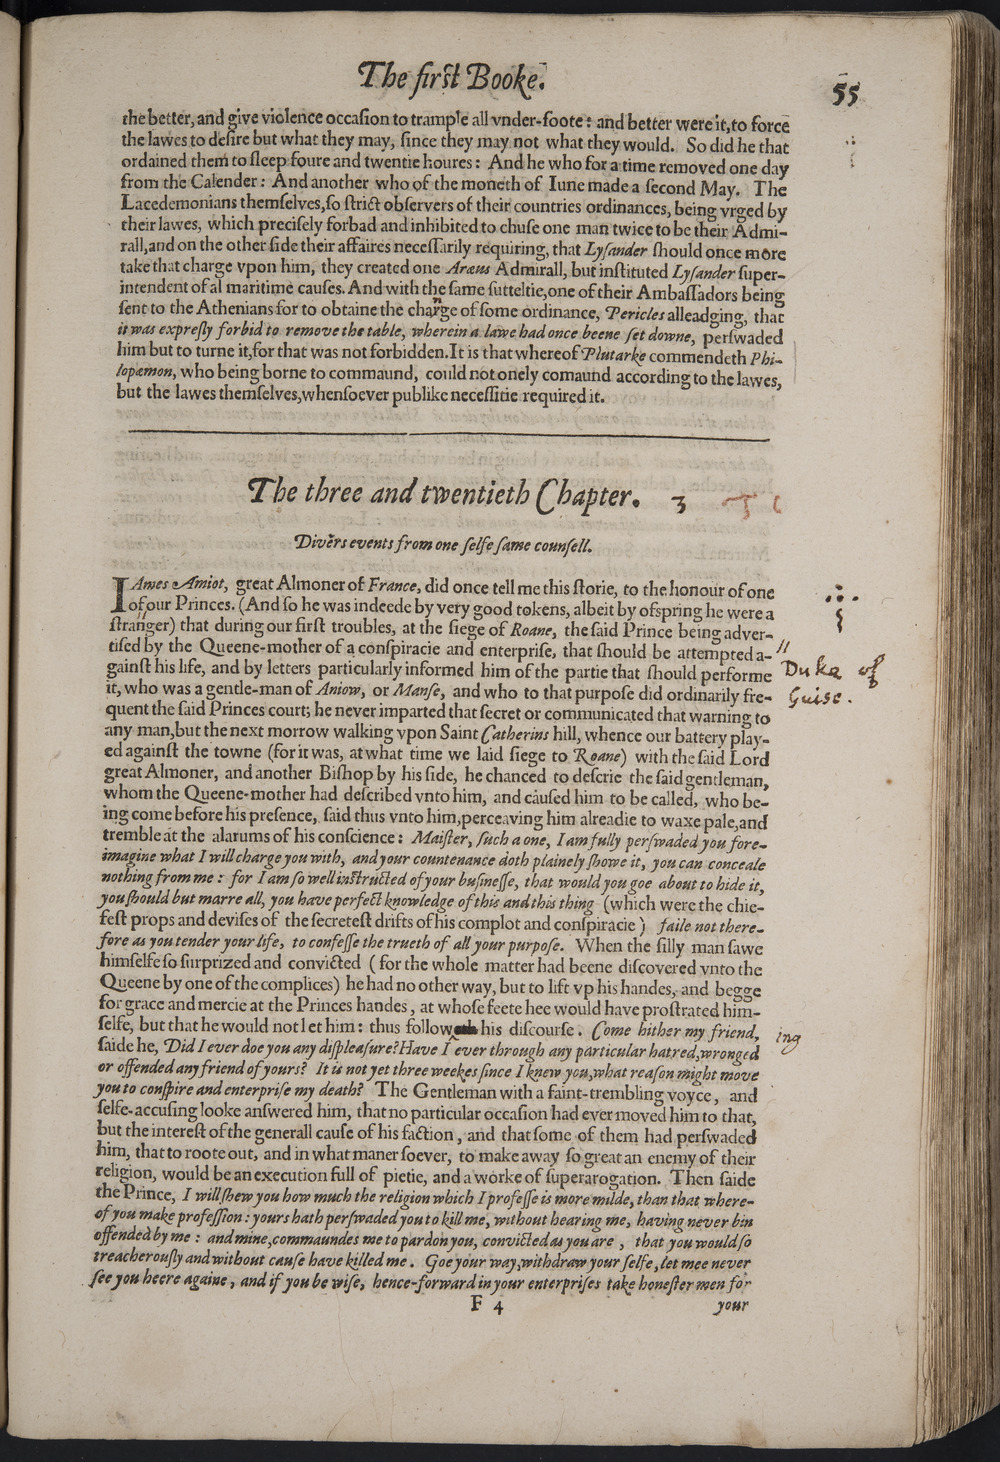 The firſt Booke.
55
the better, and give violence occaſion to trample all vnder-foote: and better were it, to force
the lawes to deſire but what they may, ſince they may not what they would. So did he that
ordained them to ſleep foure and twentie houres: And he who for a time removed one day
from the Calender: And another who of the moneth of Iune made a ſecond May. The
Lacedemonians themſelves, ſo ſtrict obſervers of their countries ordinances, being vrged by
their lawes, which preciſely forbad and inhibited to chuſe one man twice to be their Admi-
rall, and on the other ſide their affaires neceſſarily requiring, that Lyſander ſhould once more
take that charge vpon him, they created one Aræus Admirall, but inſtituted Lyſander ſuper-
intendent of al maritime cauſes. And with the ſame ſutteltie, one of their Ambaſſadors being
n
ſent to the Athenians for to obtaine the charge of ſome ordinance, Pericles alleadging, that
it was expreſly forbid to remove the table, wherein a lawe had once beene ſet downe, perſwaded
him but to turne it, for that was not forbidden. It is that whereof Plutarke commendeth Phi-
lopæmon, who being borne to commaund, could not onely comaund according to the lawes,
but the lawes themſelves, whenſoever publike neceſſitie required it.
The three and twentieth Chapter. 3
Divers events from one ſelfe ſame counſell.
IAmes Amiot, great Almoner of France, did once tell me this ſtorie, to the honour of one
of our Princes. (And ſo he was indeede by very good tokens, albeit by ofspring he were a
ſtranger) that during our firſt troubles, at the ſiege of Roane, the ſaid Prince being adver-
tiſed by the Queene-mother of a conſpiracie and enterpriſe, that ſhould be attempted a-
gainſt his life, and by letters particularly informed him of the partie that ſhould performe
Duke of
it, who was a gentle-man of Aniow, or Manſe, and who to that purpoſe did ordinarily fre-
Guise.
quent the ſaid Princes court; he never imparted that ſecret or communicated that warning to
any man, but the next morrow walking vpon Saint Catherins hill, whence our battery play-
ed againſt the towne (for it was, at what time we laid ſiege to Roane) with the ſaid Lord
great Almoner, and another Biſhop by his ſide, he chanced to deſcrie the ſaid gentleman,
whom the Queene-mother had deſcribed vnto him, and cauſed him to be called, who be-
ing come before his preſence, ſaid thus vnto him, perceaving him alreadie to waxe pale, and
tremble at the alarums of his conſcience: Maiſter, ſuch a one, I am fully perſwaded you fore-
imagine what I will charge you with, and your countenance doth plainely ſhowe it, you can conceale
nothing from me: for I am ſo well inſtructed of your buſineſſe, that would you goe about to hide it,
you ſhould but marre all, you have perfect knowledge of this and this thing (which were the chie-
feſt props and deviſes of the ſecreteſt drifts of his complot and conſpiracie) faile not there-
fore as you tender your life, to confeſſe the trueth of all your purpoſe. When the ſilly man ſawe
himſelfe ſo ſurprized and convicted (for the whole matter had beene diſcovered vnto the
Queene by one of the complices) he had no other way, but to lift vp his handes, and begge
for grace and mercie at the Princes handes, at whoſe feete hee would have proſtrated him-
ſelfe, but that he would not let him: thus follow his diſcourſe. Come hither my friend,
ing
ſaide he, Did I ever doe you any diſpleaſure? Have I ever through any particular hatred, wronged
or offended any friend of yours? It is not yet three weekes ſince I knew you, what reaſon might move
you to conſpire and enterpriſe my death? The Gentleman with a faint-trembling voyce, and
ſelfe-accuſing looke anſwered him, that no particular occaſion had ever moved him to that,
but the intereſt of the generall cauſe of his faction, and that ſome of them had perſwaded
him, that to roote out, and in what maner ſoever, to make away ſo great an enemy of their
religion, would be an execution full of pietie, and a worke of ſuperarogation. Then ſaide
the Prince, I will ſhew you how much the religion which I profeſſe is more milde, than that where-
of you make profeſſion: yours hath perſwaded you to kill me, without hearing me, having never bin
offended by me: and mine, commaundes me to pardon you, convicted as you are, that you would ſo
treacherouſly and without cauſe have killed me. Goe your way, withdraw your ſelfe, let mee never
ſee you heere againe, and if you be wiſe, hence-forward in your enterpriſes take honeſter men for
F 4
your